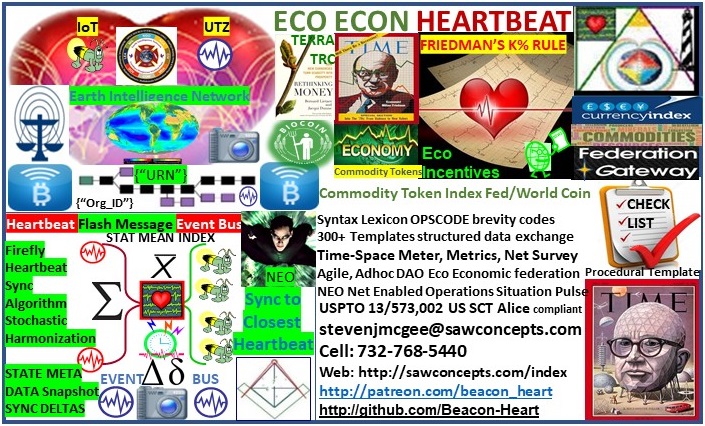 IoT
UTZ
Earth Intelligence Network
{"URN"}
{"Org_ID"}
ECO ECON HEARTBEAT
TERRA
TRC
RETHINKING
MONEY
TIME
FRIEDMAN'S K% RULE
ECONOMY
Commodity Tokens
Eco
Incentives
currencyindex
COMMODITIES
Federation
Gateway
Commodity Token Index Fed/World Coin
Heartbeat Flash Message Event Bus
STAT MEAN INDEX
Firefly
Heartbeat
Sync
Algorithm
Stochastic
Harmonization
STATE META
DATA Snapshot
SYNC DELTAS
Σ
x̄
EVENT Δδ BUS
NEO
Sync to
Closest
Heartbeat
Syntax Lexicon OPSCODE brevity codes
300+ Templates structured data exchange
Time-Space Meter, Metrics, Net Survey
Agile, Adhoc DAO Eco Economic federation
NEO Net Enabled Operations Situation Pulse
USPTO 13/573,002 US SCT Alice compliant
stevenjmcgee@sawconcepts.com
Cell: 732-768-5440
Web: http://sawconcepts.com/index
http://patreon.com/beacon_heart
http://github.com/Beacon-Heart
CHECK
LIST
Procedural Template
TIME